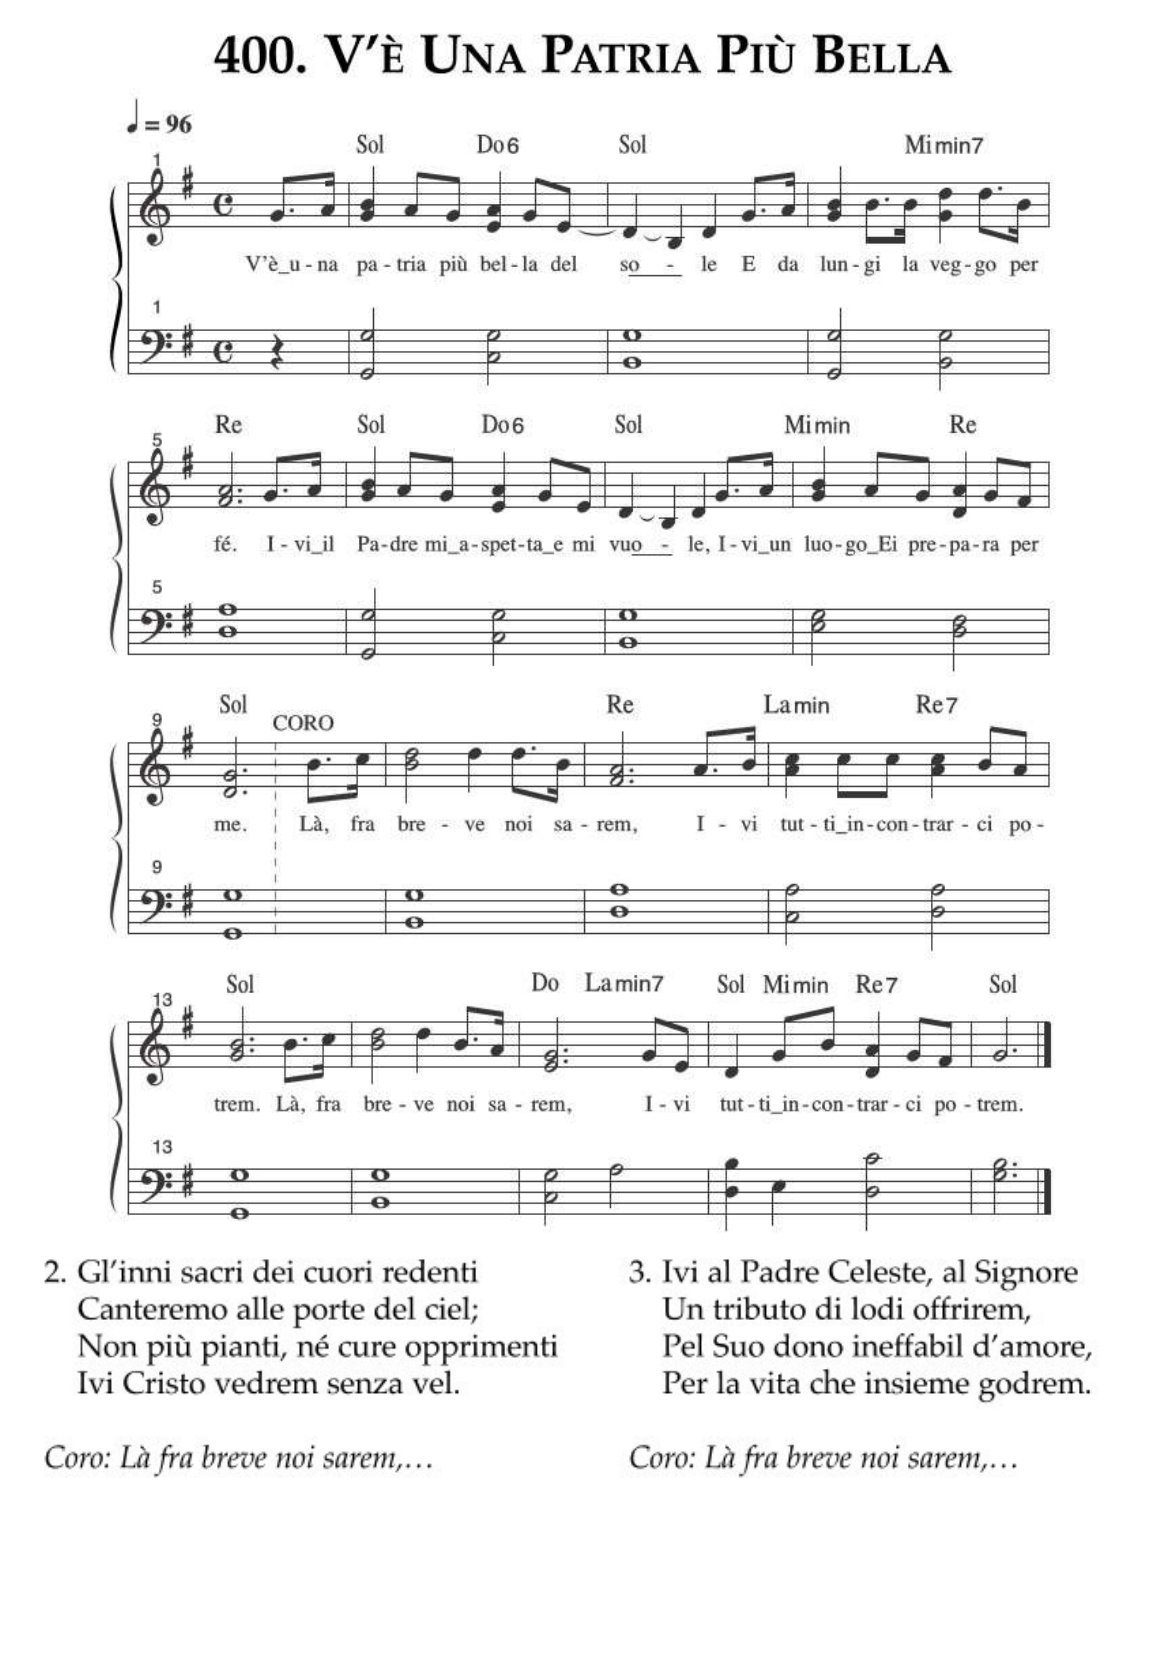 400. V'È UNA PATRIA PIÙ BELLA
= 96
Sol Do6 Sol Mimin7
1
V'è_u - na pa - tria più bel - la del so - le E da lun - gi la veg - go per
1
Re Sol Do6 Sol Mimin Re
5
fé. I - vi_il Pa - dre mi_a - spet - ta_e mi vuo - le, I - vi_un luo - go_Ei pre - pa - ra per
5
Sol CORO Re Lamin Re7
9
me. Là, fra bre - ve noi sa - rem, I - vi tut - ti_in - con - trar - ci po -
9
Sol Do Lamin7 Sol Mimin Re7 Sol
13
trem. Là, fra bre - ve noi sa - rem, I - vi tut - ti_in - con - trar - ci po - trem.
13
2. Gl'inni sacri dei cuori redenti
Canteremo alle porte del ciel;
Non più pianti, né cure opprimenti
Ivi Cristo vedrem senza vel.
Coro: Là fra breve noi sarem,…
3. Ivi al Padre Celeste, al Signore
Un tributo di lodi offrirem,
Pel Suo dono ineffabil d'amore,
Per la vita che insieme godrem.
Coro: Là fra breve noi sarem,…